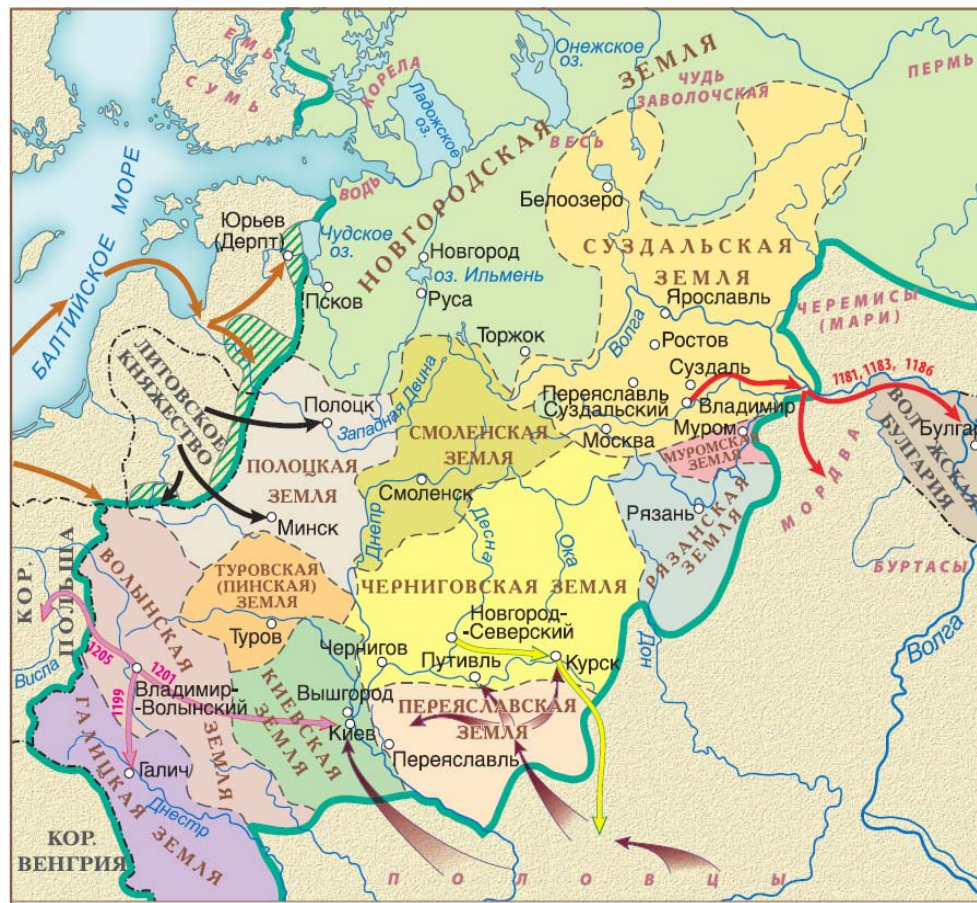 ЕМЬ
СУМЬ
КОРЕЛА
Ладожское
оз.
Онежское
оз.
ЗЕМЛЯ
ЧУДЬ
ЗАВОЛОЧСКАЯ
ПЕРМЬ
ВЕСЬ
ВОДЬ
НОВГОРОДСКАЯ
Белоозеро
БАЛТИЙСКОЕ МОРЕ
Юрьев
(Дерпт)
Чудское
оз.
Новгород
оз. Ильмень
Псков
Руса
Торжок
СУЗДАЛЬСКАЯ
ЗЕМЛЯ
Ярославль
Волга
Ростов
Суздаль
ЧЕРЕМИСЫ
(МАРИ)
1181, 1183, 1186
ВОЛЖСКАЯ
БУЛГАРИЯ
Булгар
Переяславль
Суздальский
Владимир
Москва
Муром
МУРОМСКАЯ
ЗЕМЛЯ
МОРДВА
ЛИТОВСКОЕ
КНЯЖЕСТВО
Полоцк
Западная Двина
ПОЛОЦКАЯ
ЗЕМЛЯ
СМОЛЕНСКАЯ
ЗЕМЛЯ
Смоленск
Минск
Днепр
Десна
Ока
Рязань
РЯЗАНСКАЯ
ЗЕМЛЯ
БУРТАСЫ
КОР.
ПОЛЬША
Висла
ВОЛЫНСКАЯ
ЗЕМЛЯ
ТУРОВСКАЯ
(ПИНСКАЯ)
ЗЕМЛЯ
Туров
ЧЕРНИГОВСКАЯ ЗЕМЛЯ
Новгород-
-Северский
Чернигов
Путивль
Курск
Дон
Волга
1205
1201
1199
Владимир-
-Волынский
КИЕВСКАЯ
ЗЕМЛЯ
Вышгород
Киев
ПЕРЕЯСЛАВСКАЯ
ЗЕМЛЯ
Переяславль
ГАЛИЦКАЯ ЗЕМЛЯ
Галич
Днестр
КОР.
ВЕНГРИЯ
ПОЛОВЦЫ